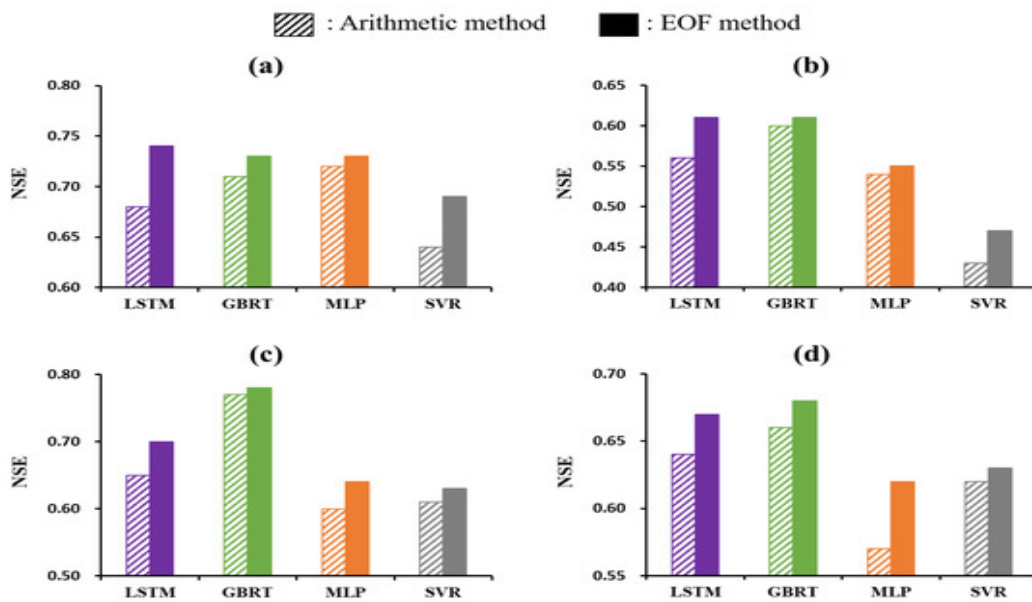 : Arithmetic method : EOF method
(a)
0.80
0.75
0.70
0.65
0.60
NSE
LSTM GBRT MLP SVR
(b)
0.65
0.60
0.55
0.50
0.45
0.40
NSE
LSTM GBRT MLP SVR
(c)
0.80
0.70
0.60
0.50
NSE
LSTM GBRT MLP SVR
(d)
0.70
0.65
0.60
0.55
NSE
LSTM GBRT MLP SVR